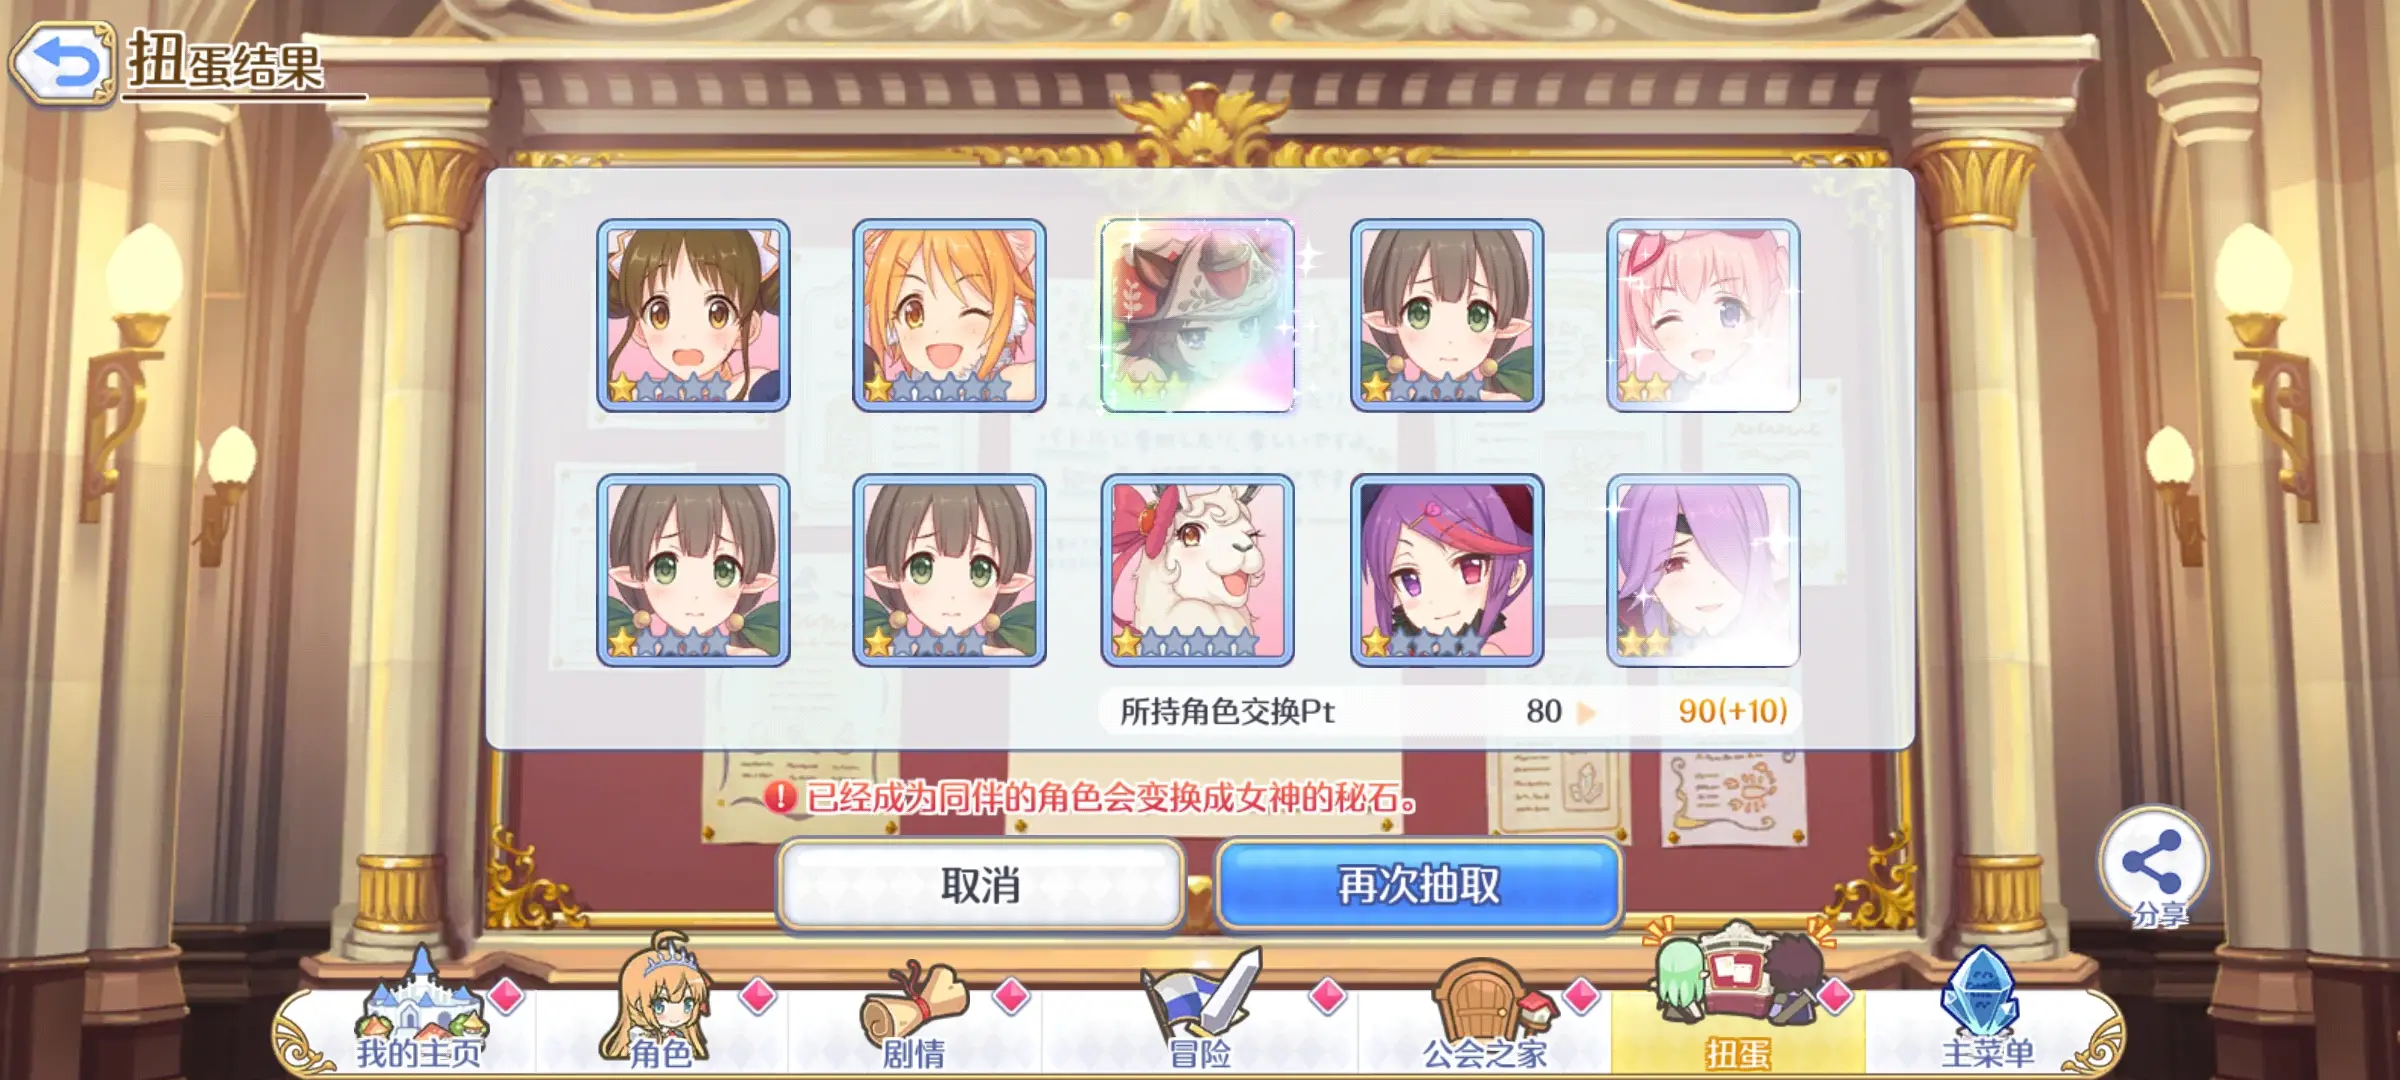 扭蛋结果
所持角色交换Pt 80 90(+10)
已经成为同伴的角色会变换成女神的秘石。
取消
再次抽取
分享
我的主页
角色
剧情
冒险
公会之家
扭蛋
主菜单